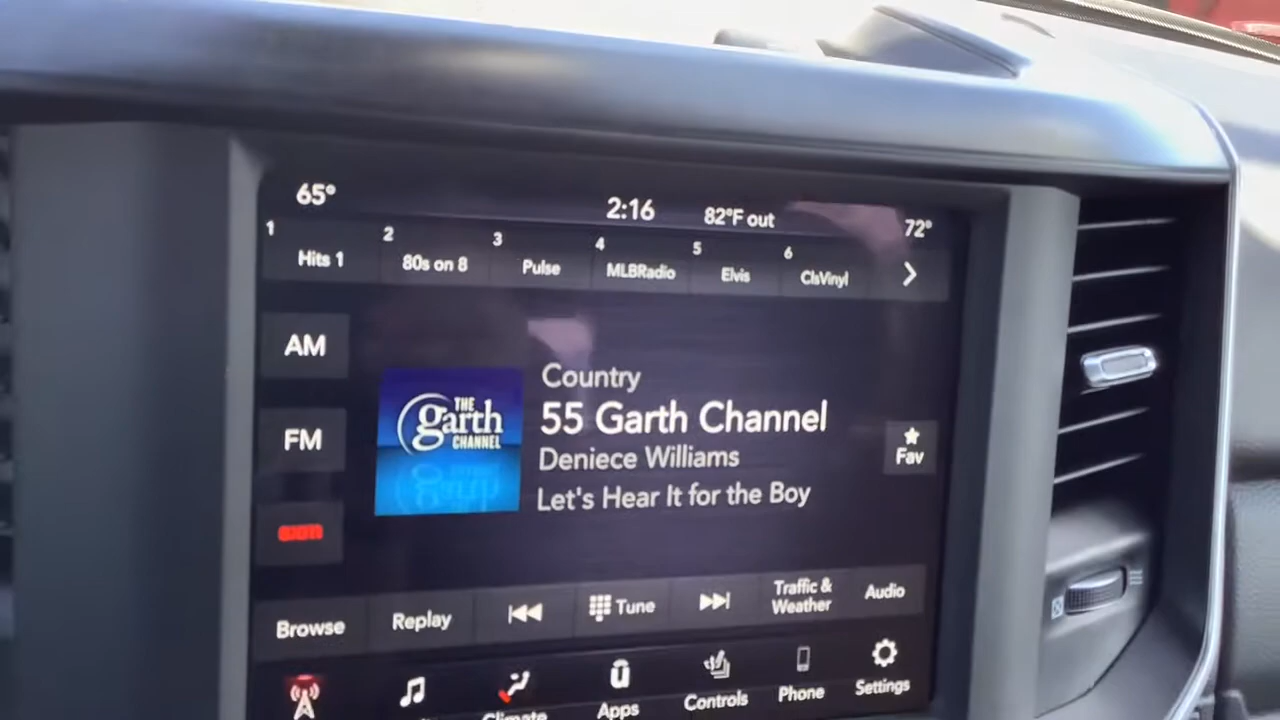 65°
2:16
82°F out
72°
1
Hits 1
2
80s on 8
3
Pulse
4
MLBRadio
5
Elvis
6
ClsVinyl
AM
FM
THE
garth
CHANNEL
Country
55 Garth Channel
Deniece Williams
Let's Hear It for the Boy
Fav
Browse
Replay
Tune
Traffic &
Weather
Audio
Climate
Apps
Controls
Phone
Settings